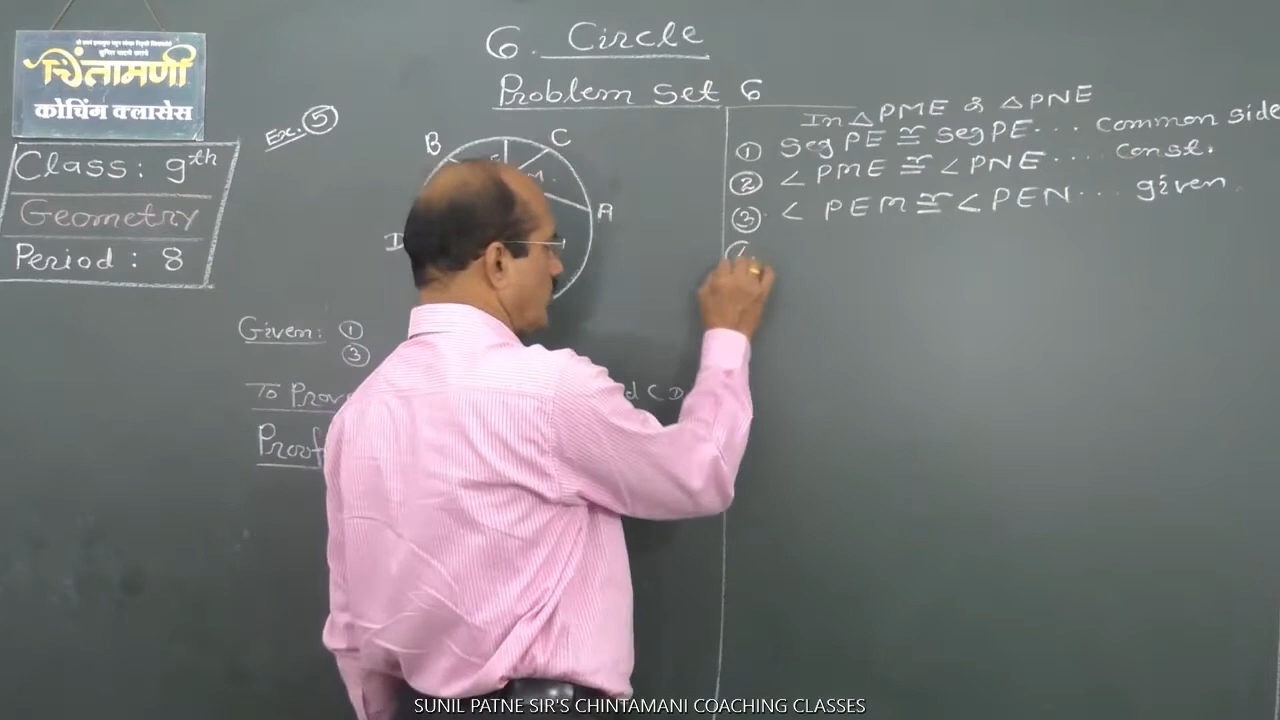 चिंतामणी
कोचिंग क्लासेस
Class: 9th
Geometry
Period: 8
6. Circle
Problem Set 6
Ex. 5
B
C
A
D
M
E
Given: ①
③
To Prov
d CD
Proof
In △PME & △PNE
① Seg PE ≅ seg PE... Common side
② ∠PME ≅ ∠PNE.... Const.
③ ∠PEM ≅ ∠PEN... given.
SUNIL PATNE SIR'S CHINTAMANI COACHING CLASSES